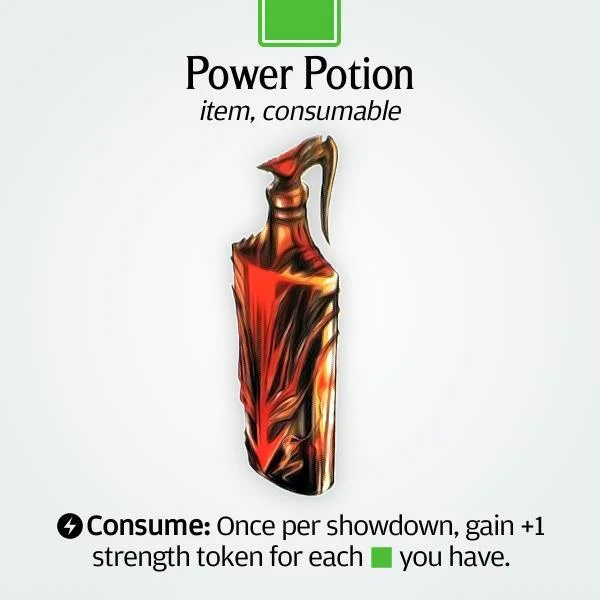 Power Potion
item, consumable
Consume: Once per showdown, gain +1
strength token for each you have.